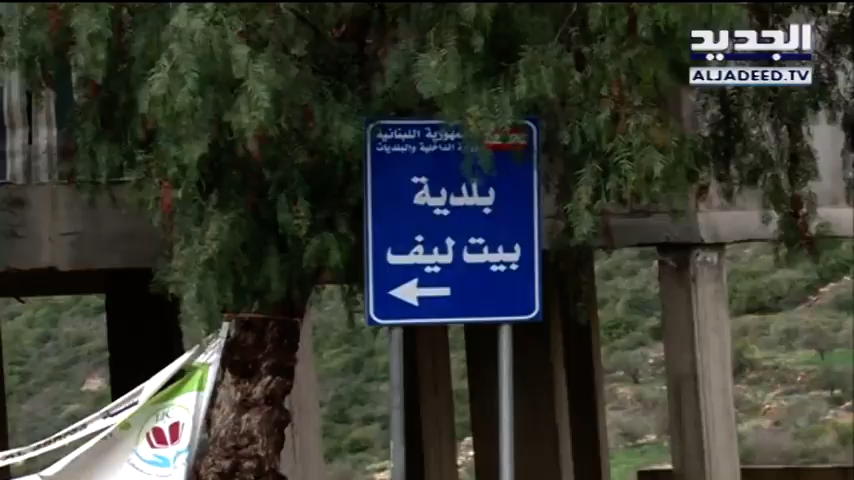 الجديد
ALJADEED.TV
الجمهورية اللبنانية
وزارة الداخلية والبلديات
بلدية
بيت ليف